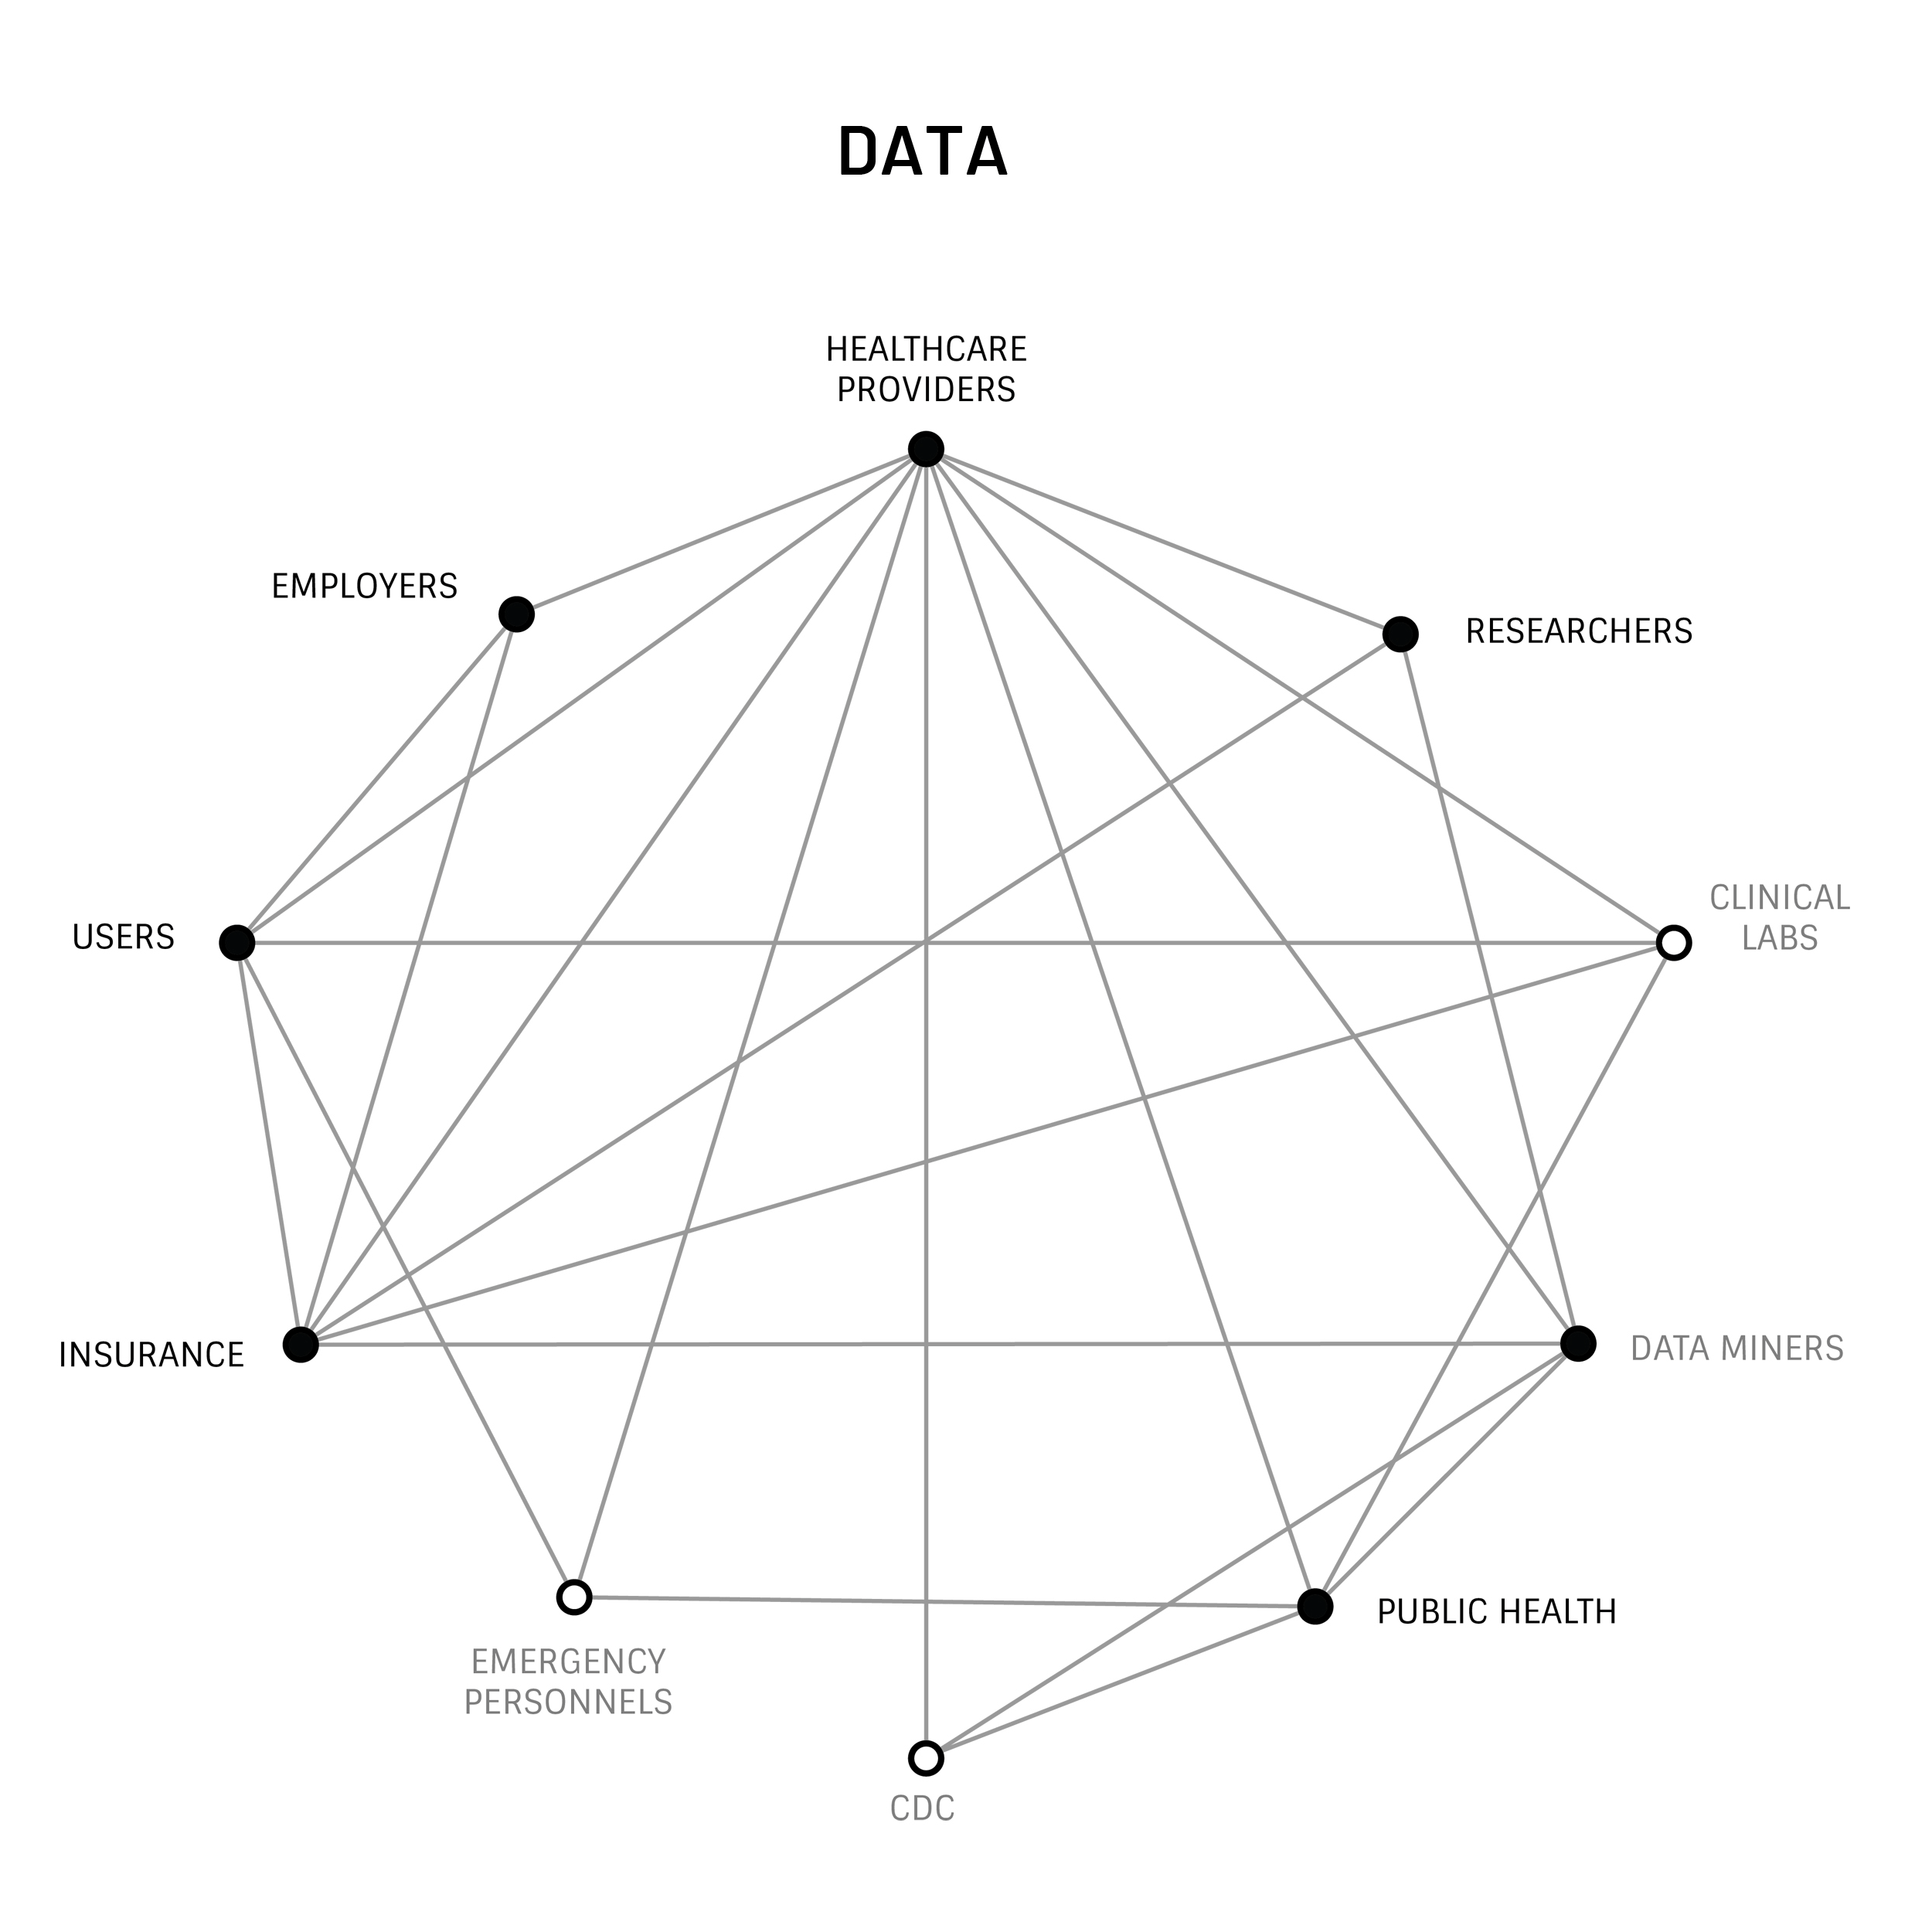 DATA
HEALTHCARE
PROVIDERS
EMPLOYERS
RESEARCHERS
CLINICAL
LABS
USERS
INSURANCE
DATA MINERS
PUBLIC HEALTH
EMERGENCY
PERSONNELS
CDC